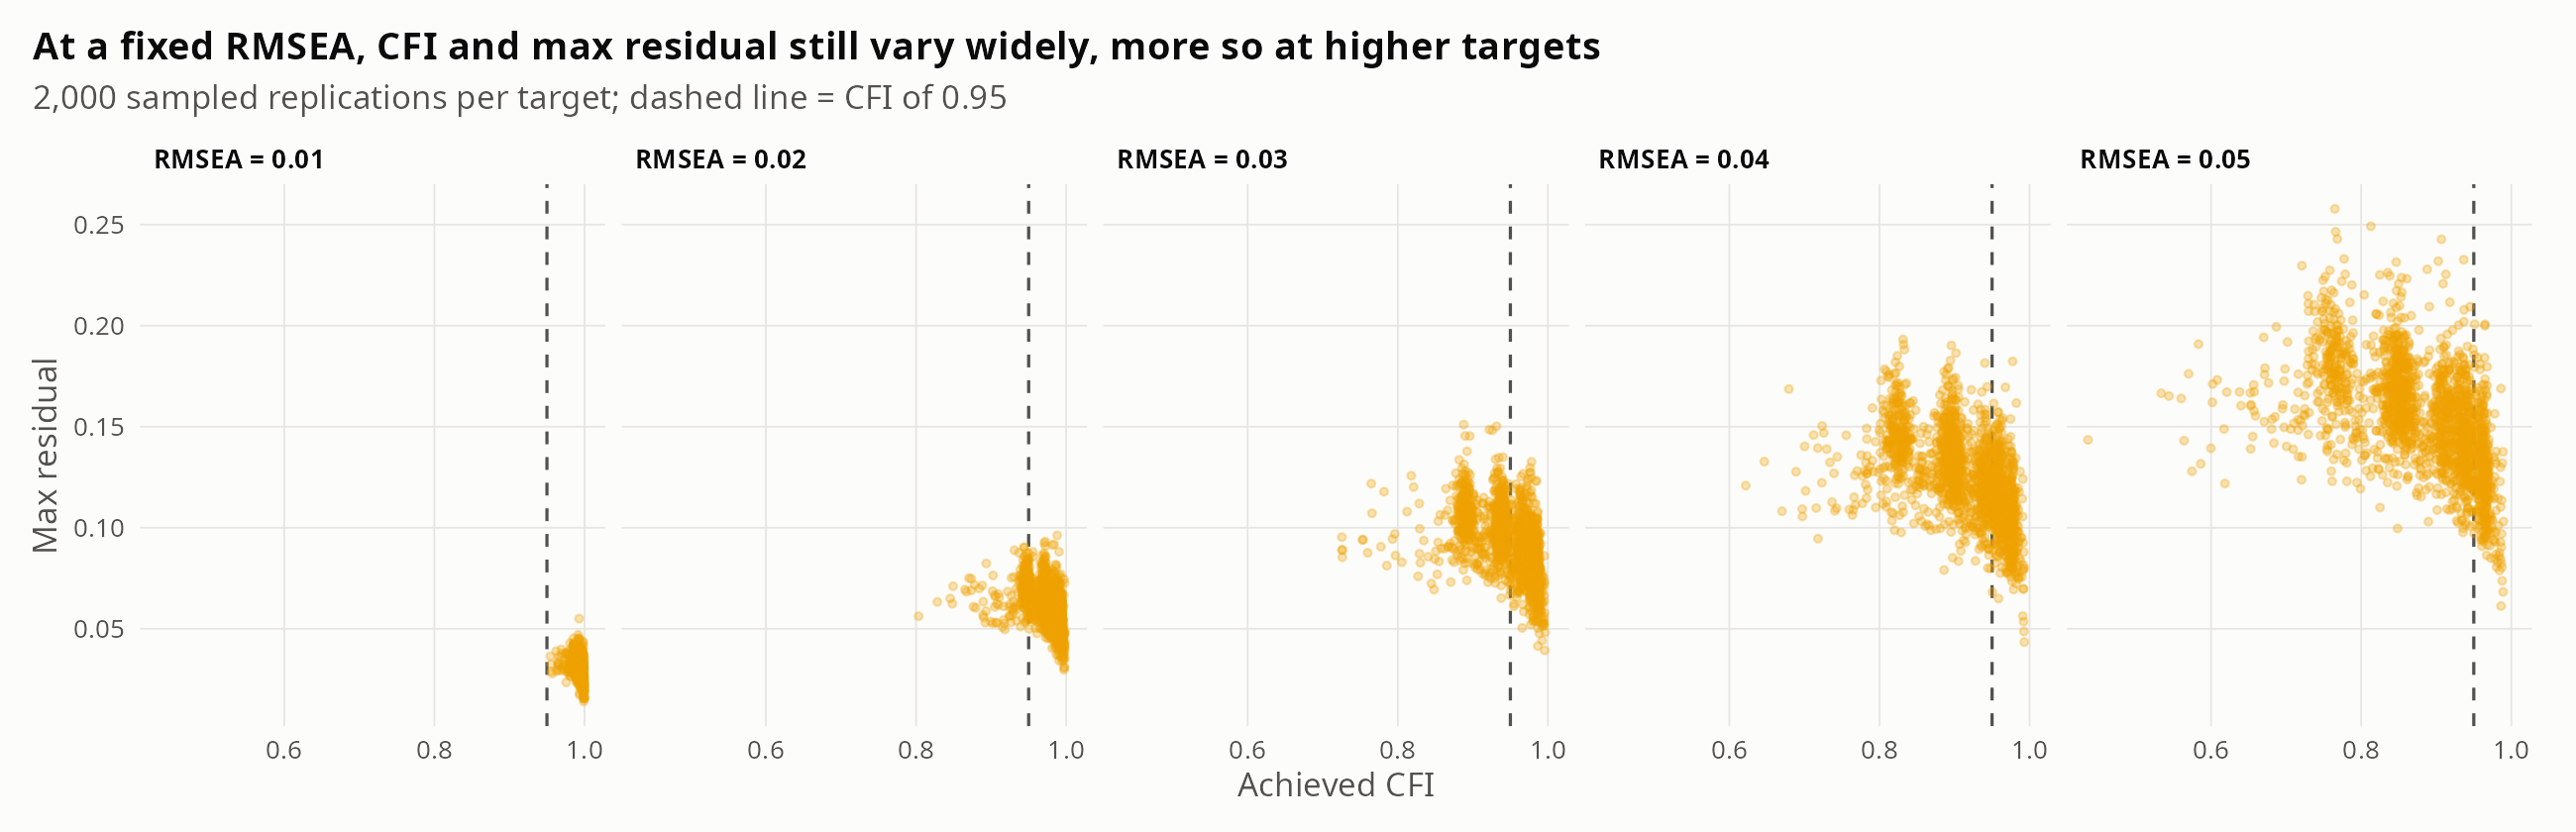 At a fixed RMSEA, CFI and max residual still vary widely, more so at higher targets
2,000 sampled replications per target; dashed line = CFI of 0.95
RMSEA = 0.01
RMSEA = 0.02
RMSEA = 0.03
RMSEA = 0.04
RMSEA = 0.05
Max residual
0.25
0.20
0.15
0.10
0.05
0.6 0.8 1.0
0.6 0.8 1.0
0.6 0.8 1.0
0.6 0.8 1.0
0.6 0.8 1.0
Achieved CFI